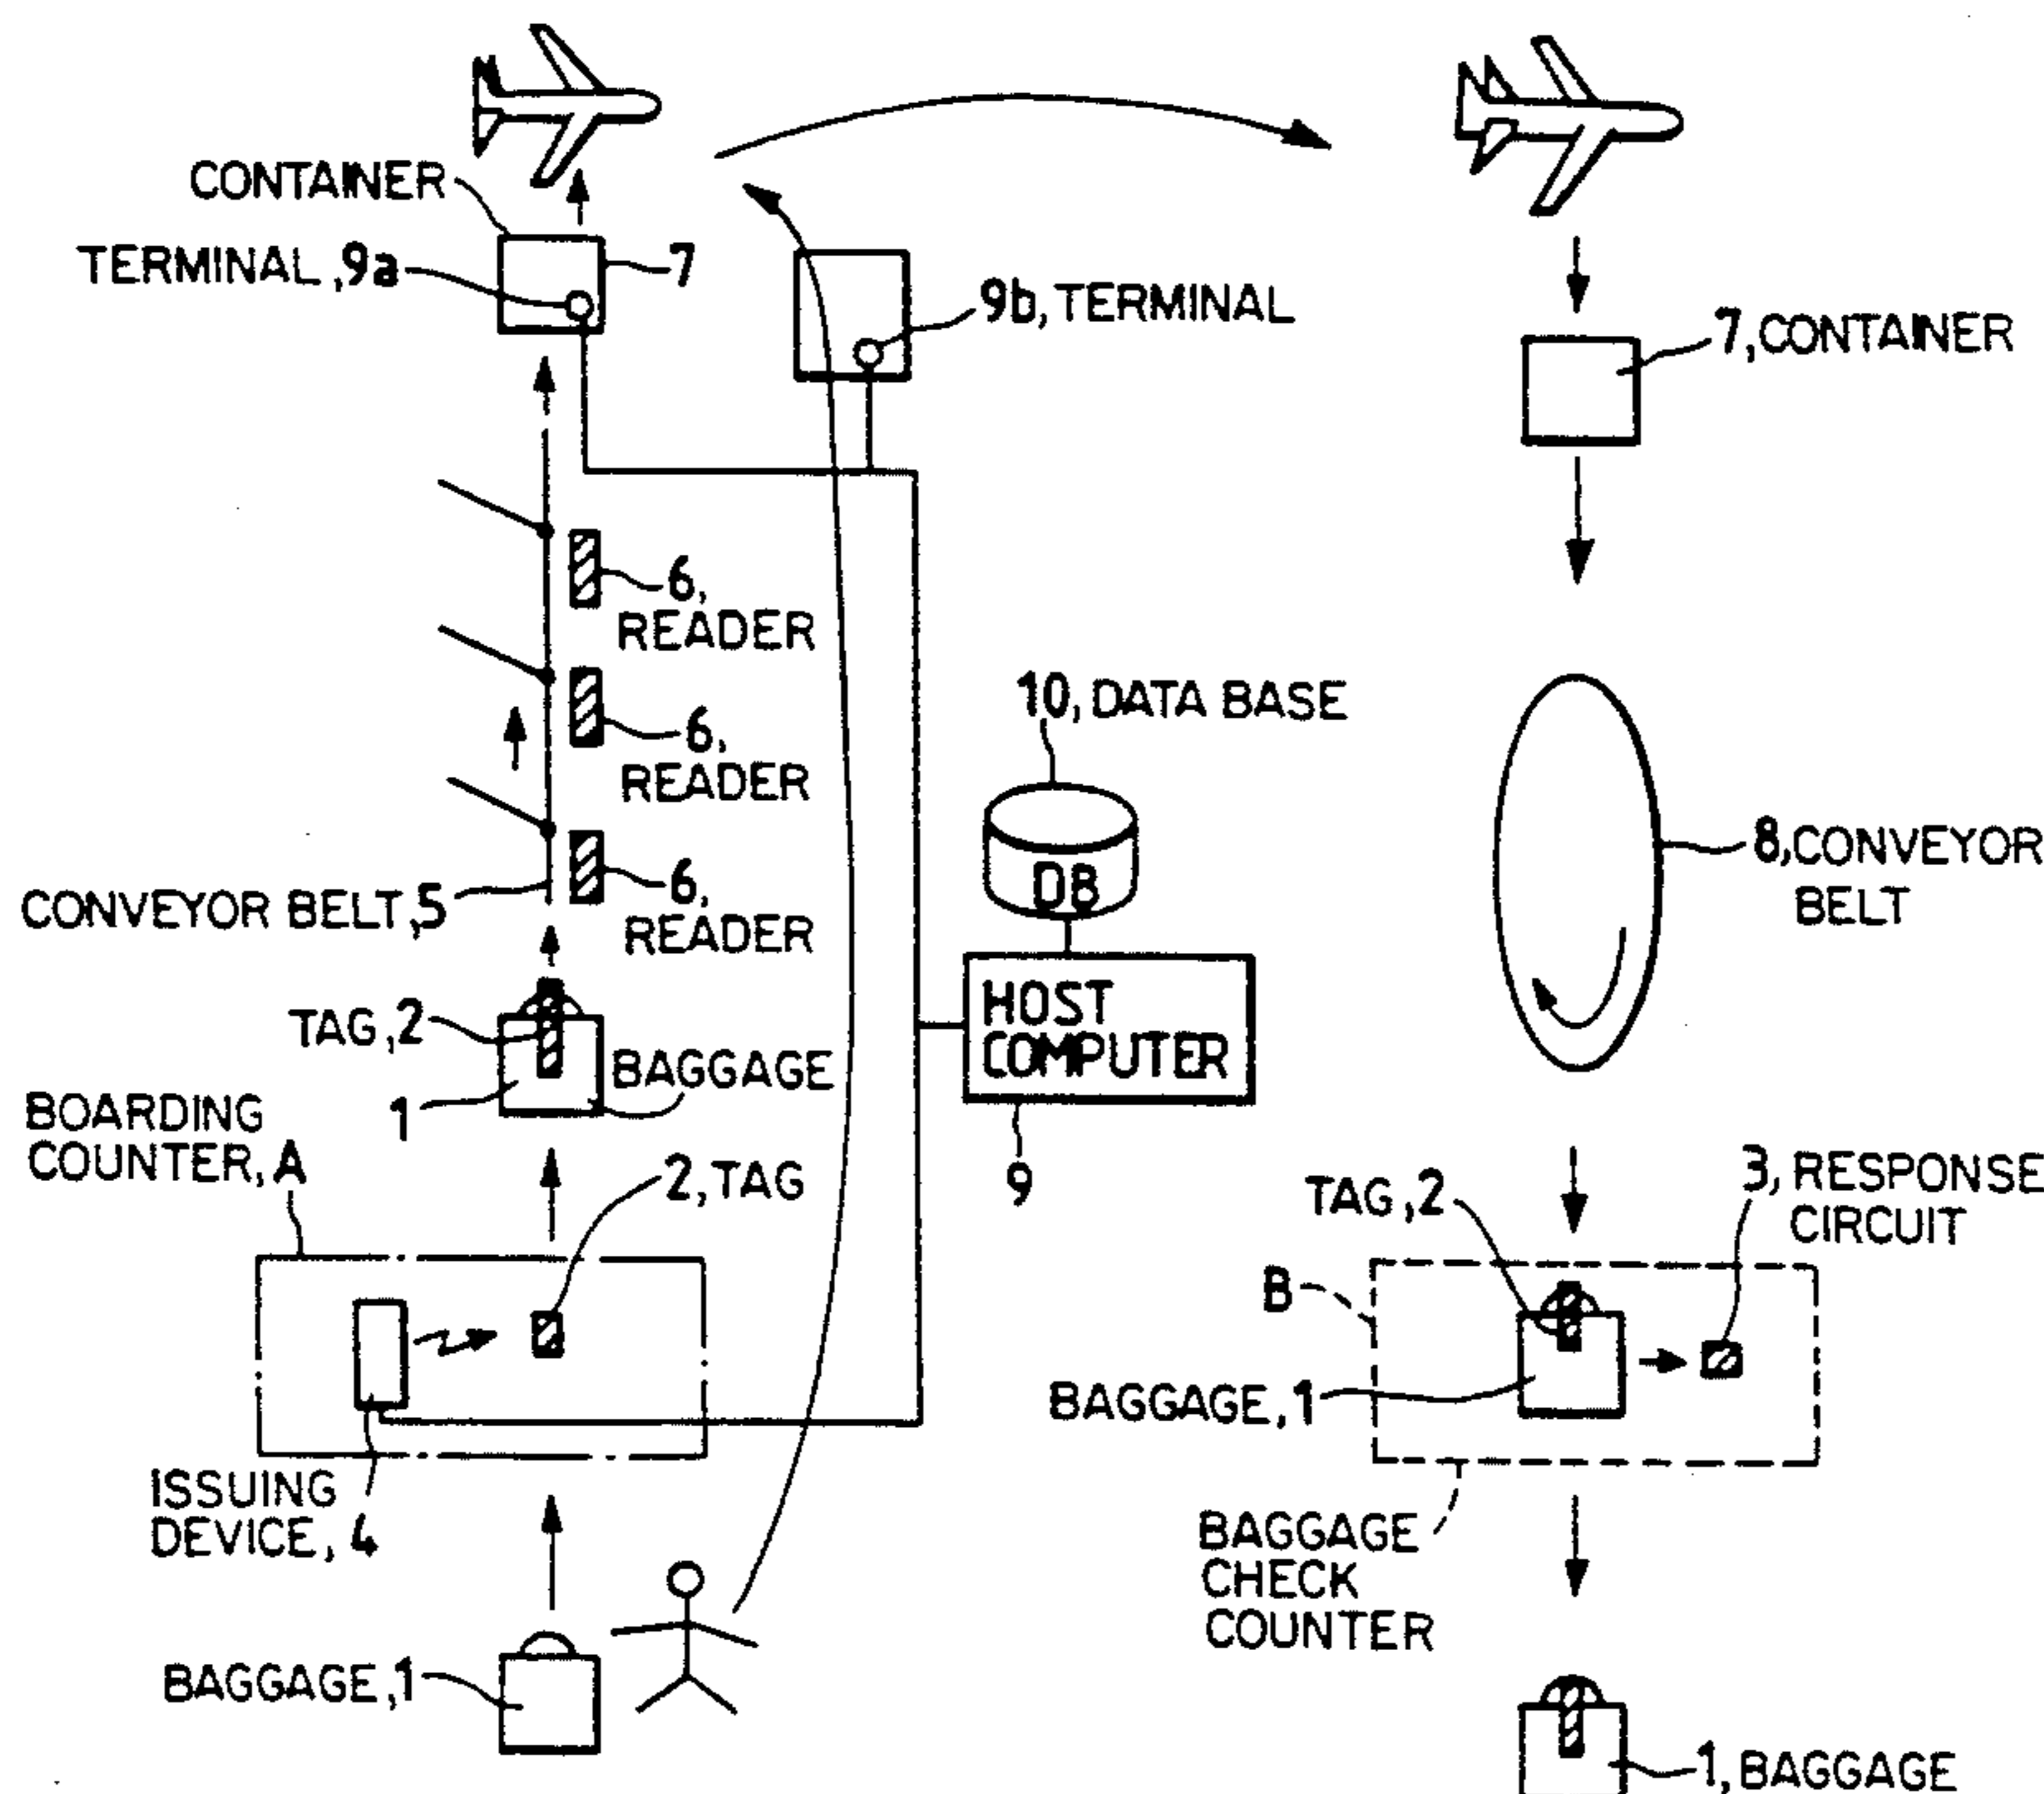 CONTAINER
TERMINAL, 9a
7
9b, TERMINAL
7, CONTAINER
6,
READER
6,
READER
6,
READER
10, DATA BASE
DB
8, CONVEYOR
BELT
CONVEYOR BELT, 5
HOST
COMPUTER
9
TAG, 2
BAGGAGE
1
BOARDING
COUNTER, A
2, TAG
3, RESPONSE
CIRCUIT
TAG, 2
B
BAGGAGE, 1
ISSUING
DEVICE, 4
BAGGAGE
CHECK
COUNTER
BAGGAGE, 1
1, BAGGAGE